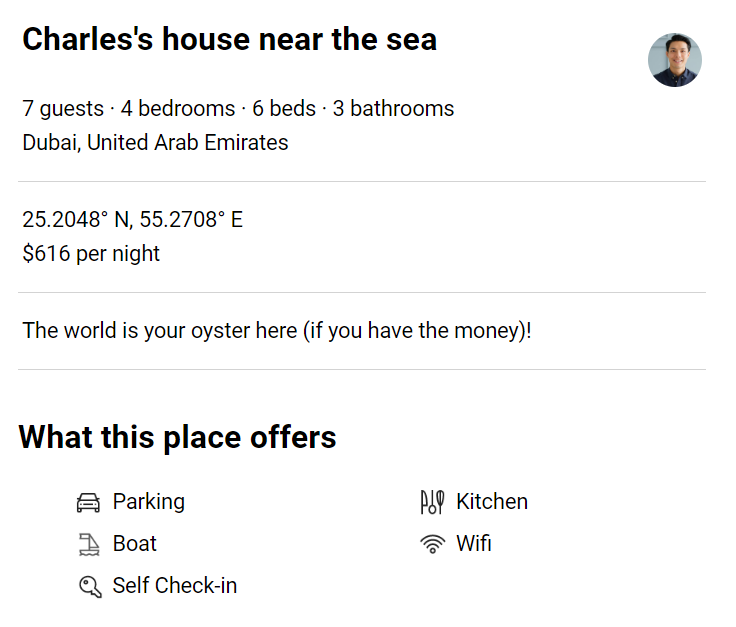 Charles's house near the sea
7 guests · 4 bedrooms · 6 beds · 3 bathrooms
Dubai, United Arab Emirates
25.2048° N, 55.2708° E
$616 per night
The world is your oyster here (if you have the money)!
What this place offers
Parking
Kitchen
Boat
Wifi
Self Check-in